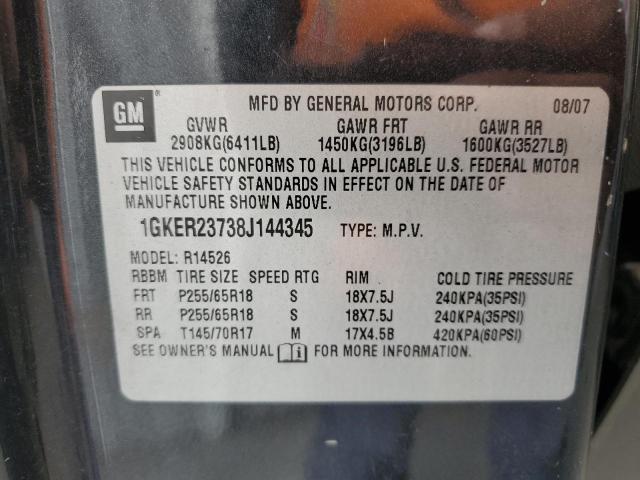 GM ® MFD BY GENERAL MOTORS CORP. 08/07
GVWR GAWR FRT GAWR RR
2908KG(6411LB) 1450KG(3196LB) 1600KG(3527LB)
THIS VEHICLE CONFORMS TO ALL APPLICABLE U.S. FEDERAL MOTOR
VEHICLE SAFETY STANDARDS IN EFFECT ON THE DATE OF
MANUFACTURE SHOWN ABOVE.
1GKER23738J144345 TYPE: M.P.V.
MODEL: R14526
RBBM TIRE SIZE SPEED RTG RIM COLD TIRE PRESSURE
FRT P255/65R18 S 18X7.5J 240KPA(35PSI)
RR P255/65R18 S 18X7.5J 240KPA(35PSI)
SPA T145/70R17 M 17X4.5B 420KPA(60PSI)
SEE OWNER'S MANUAL FOR MORE INFORMATION.